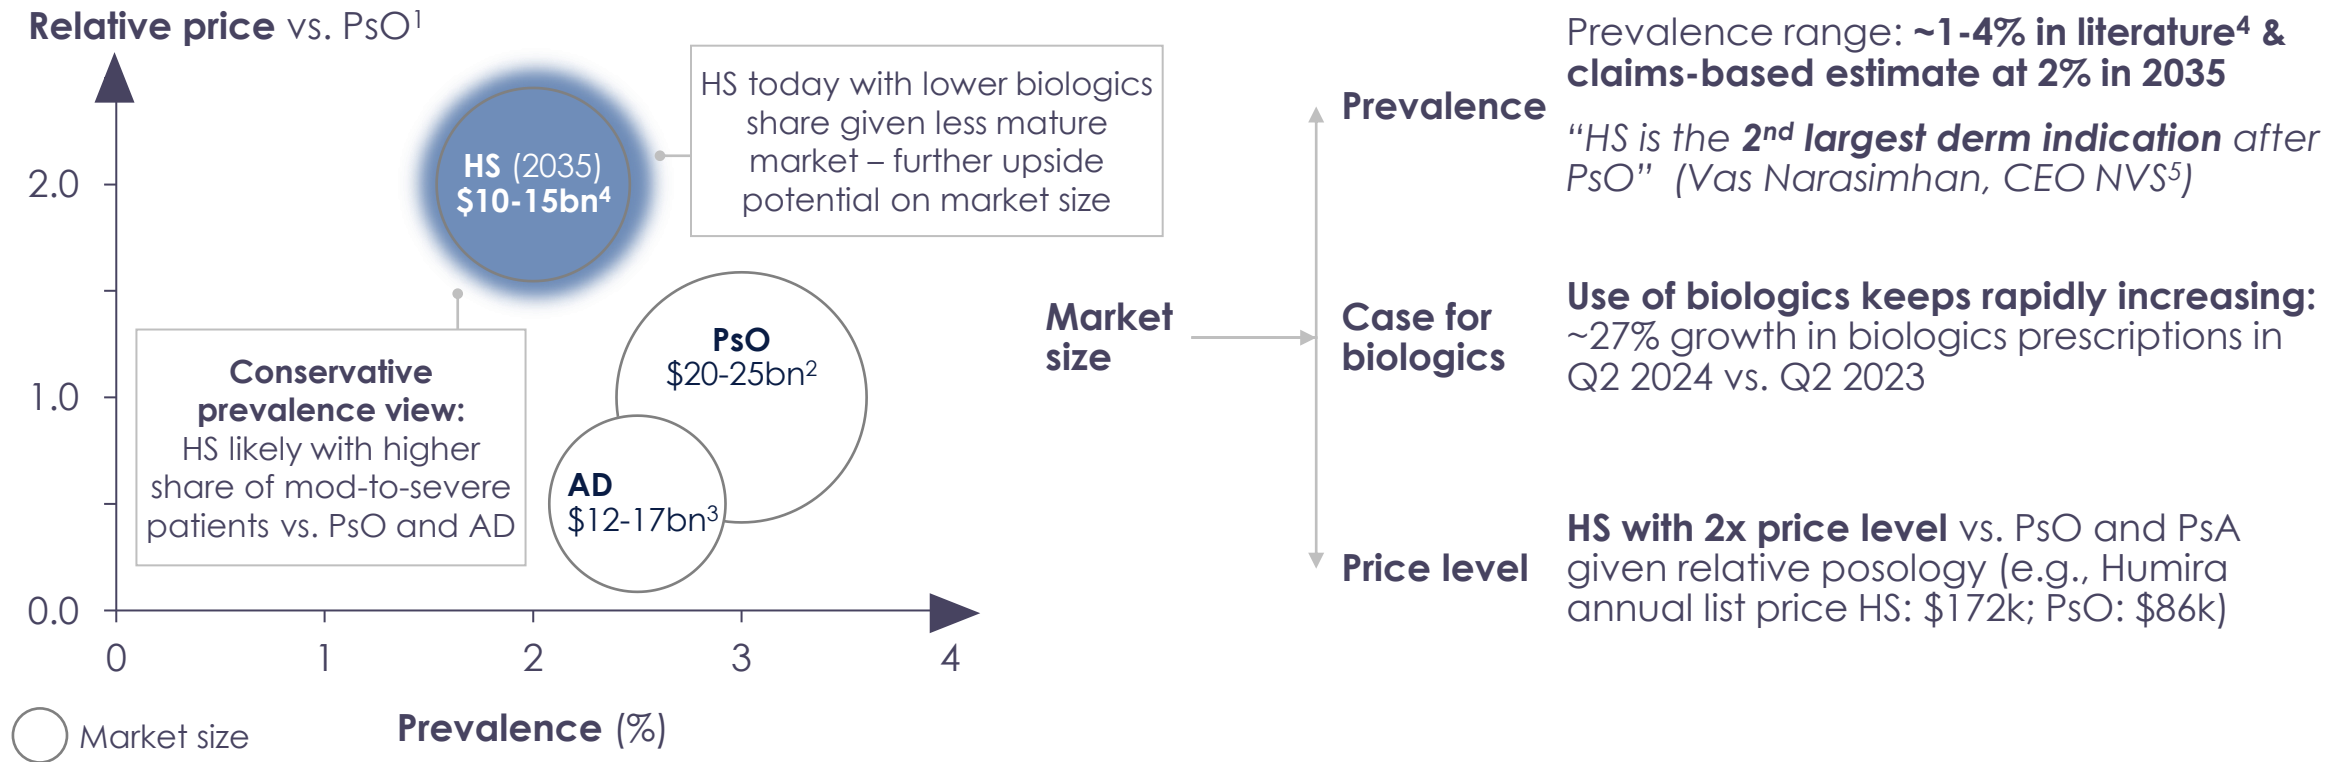 Relative price vs. PsO¹
2.0
1.0
0.0
0
1
2
3
4
Prevalence (%)
Market size
HS (2035)
$10-15bn⁴
HS today with lower biologics
share given less mature
market – further upside
potential on market size
Conservative
prevalence view:
HS likely with higher
share of mod-to-severe
patients vs. PsO and AD
PsO
$20-25bn²
AD
$12-17bn³
Market
size
Prevalence
Prevalence range: ~1-4% in literature⁴ &
claims-based estimate at 2% in 2035
“HS is the 2nd largest derm indication after
PsO” (Vas Narasimhan, CEO NVS⁵)
Case for
biologics
Use of biologics keeps rapidly increasing:
~27% growth in biologics prescriptions in
Q2 2024 vs. Q2 2023
Price level
HS with 2x price level vs. PsO and PsA
given relative posology (e.g., Humira
annual list price HS: $172k; PsO: $86k)